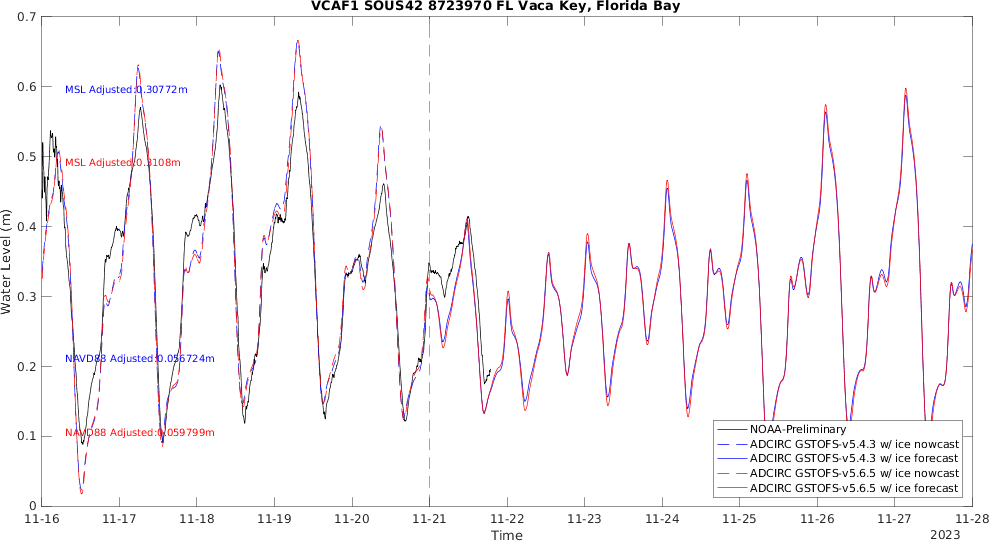 VCAF1 SOUS42 8723970 FL Vaca Key, Florida Bay
0.7
0.6
0.5
0.4
0.3
0.2
0.1
0
Water Level (m)
MSL Adjusted:0.30772m
MSL Adjusted:0.3108m
NAVD88 Adjusted:0.056724m
NAVD88 Adjusted:0.059799m
NOAA-Preliminary
ADCIRC GSTOFS-v5.4.3 w/ ice nowcast
ADCIRC GSTOFS-v5.4.3 w/ ice forecast
ADCIRC GSTOFS-v5.6.5 w/ ice nowcast
ADCIRC GSTOFS-v5.6.5 w/ ice forecast
11-16 11-17 11-18 11-19 11-20 11-21 11-22 11-23 11-24 11-25 11-26 11-27 11-28
Time
2023